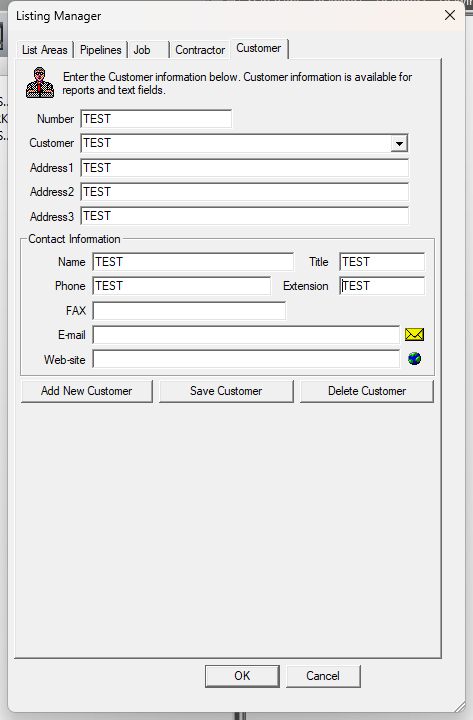 Listing Manager
List Areas Pipelines Job Contractor Customer
Enter the Customer information below. Customer information is available for
reports and text fields.
Number TEST
Customer TEST
Address1 TEST
Address2 TEST
Address3 TEST
Contact Information
Name TEST Title TEST
Phone TEST Extension TEST
FAX
E-mail
Web-site
Add New Customer Save Customer Delete Customer
OK Cancel